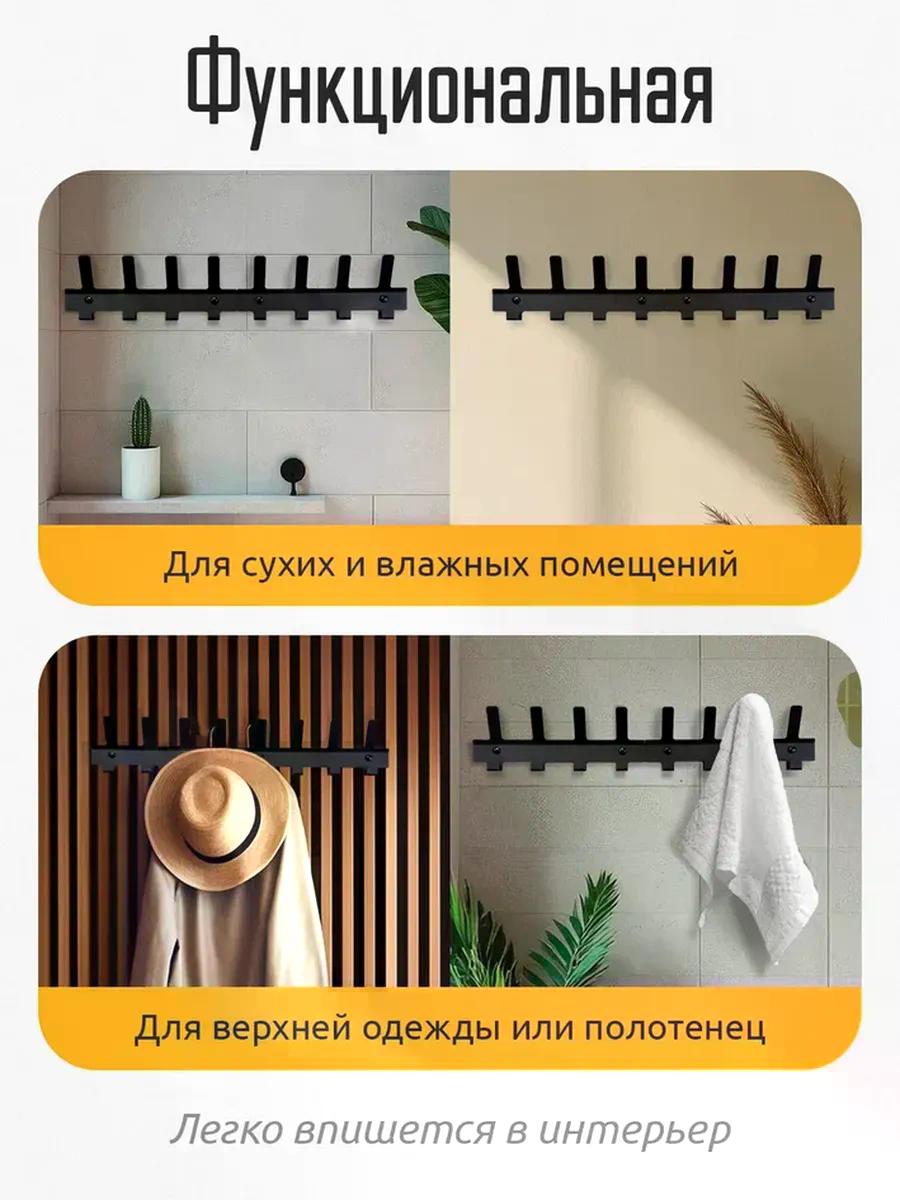 Функциональная
Для сухих и влажных помещений
Для верхней одежды или полотенец
Легко впишется в интерьер